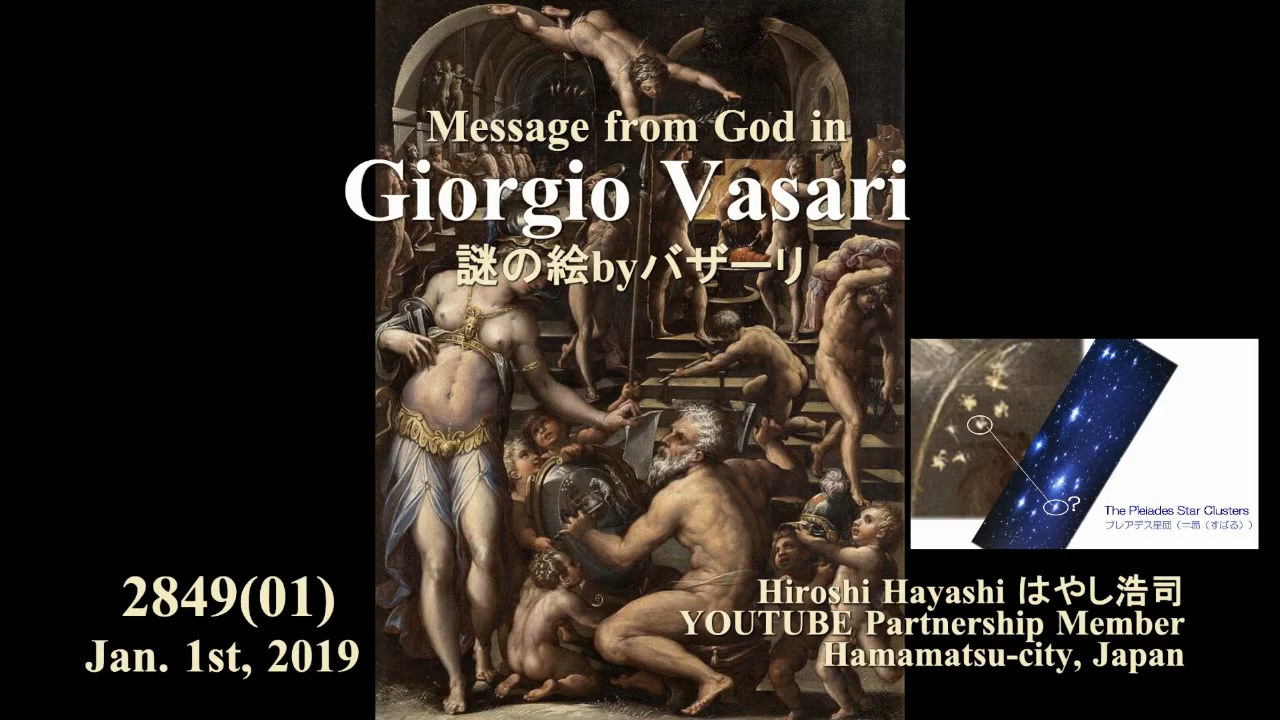 Message from God in
Giorgio Vasari
謎の絵byバザーリ
?
The Pleiades Star Clusters
プレアデス星団（＝昴（すばる））
2849(01)
Jan. 1st, 2019
Hiroshi Hayashi はやし浩司
YOUTUBE Partnership Member
Hamamatsu-city, Japan